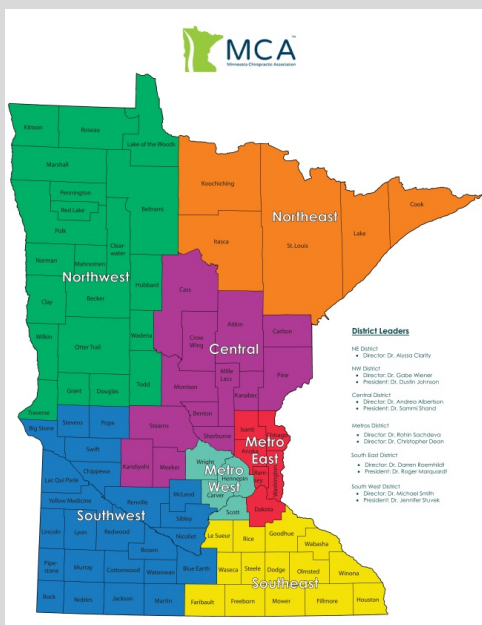 MCA
Minnesota Chiropractic Association
Kittson
Roseau
Lake of the Woods
Marshall
Koochiching
Pennington
Beltrami
Cook
Red Lake
Northeast
Polk
Itasca
St. Louis
Lake
Clear-
water
Norman
Mahnomen
Northwest
Hubbard
Cass
Clay
Becker
Aitkin
Carlton
Wilkin
Wadena
Crow
Wing
Otter Trail
Central
Pine
Mille
Lacs
Todd
Morrison
Kanabec
Grant
Douglas
Traverse
Benton
Big Stone
Stevens
Pope
Stearns
Isanti
Sherburne
Metro
East
Swift
Anoka
Kandiyohi
Meeker
Wright
Metro
West
Hennepin
Washington
Chippewa
Lac Qui Parle
Renville
McLeod
Carver
Yellow Medicine
Scott
Dakota
Southwest
Sibley
Lincoln
Lyon
Redwood
Nicollet
Le Sueur
Rice
Goodhue
Wabasha
Brown
Pipe-
stone
Murray
Cottonwood
Watonwan
Blue Earth
Waseca
Steele
Dodge
Olmsted
Winona
Southeast
Rock
Nobles
Jackson
Martin
Faribault
Freeborn
Mower
Fillmore
Houston
District Leaders
NE District
• Director: Dr. Alyssa Clarity
NW District
• Director: Dr. Gabe Wiener
• President: Dr. Dustin Johnson
Central District
• Director: Dr. Andrea Albertson
• President: Dr. Sammi Shand
Metros District
• Director: Dr. Rohin Sachdeva
• Director: Dr. Christopher Dean
South East District
• Director: Dr. Darren Raemhild
• President: Dr. Roger Marquardt
South West District
• Director: Dr. Michael Smith
• President: Dr. Jennifer Stuvek